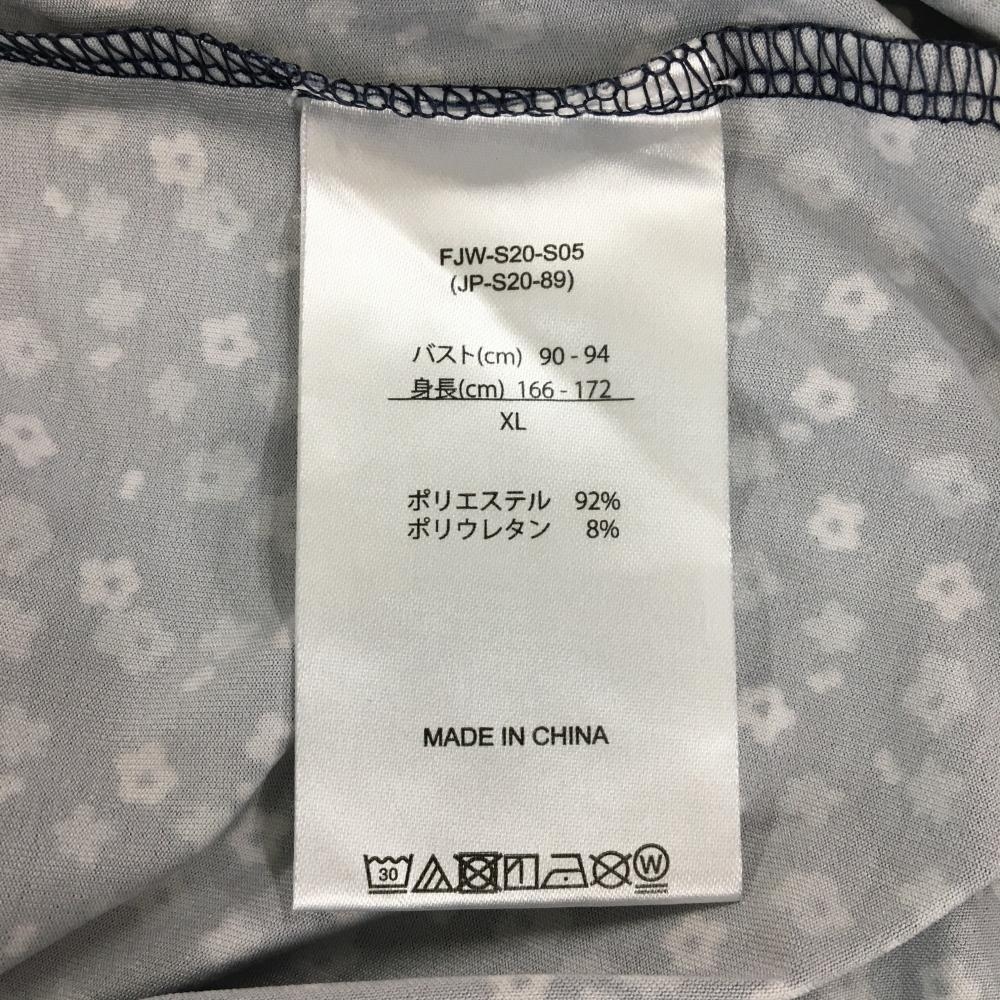 FJW-S20-S05
(JP-S20-89)
バスト(cm) 90 - 94
身長(cm) 166 - 172
XL
ポリエステル 92%
ポリウレタン 8%
MADE IN CHINA
30 W